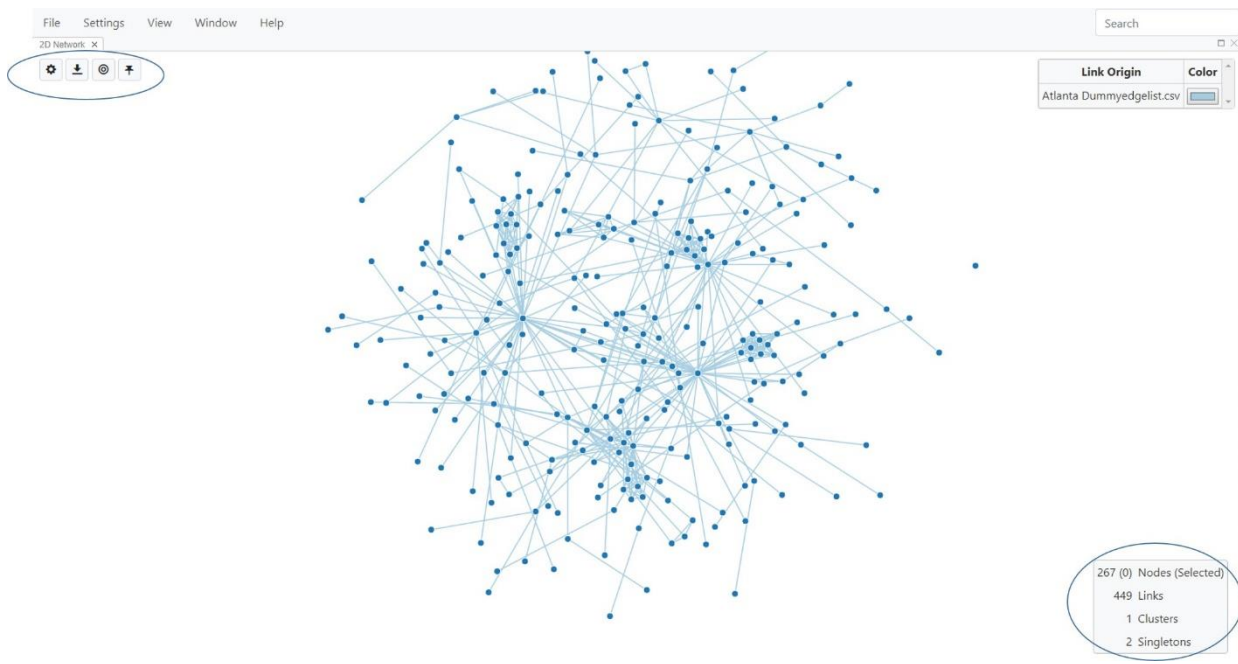 File Settings View Window Help Search
2D Network ×
Link Origin Color
Atlanta Dummyedgelist.csv
267 (0) Nodes (Selected)
449 Links
1 Clusters
2 Singletons